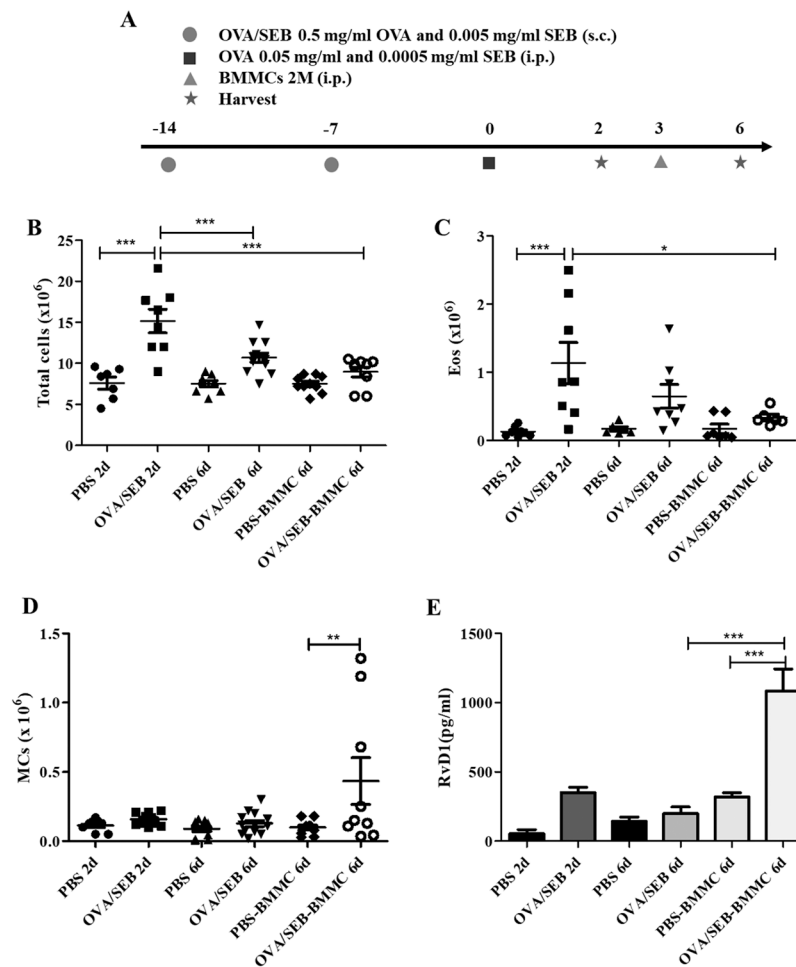 A
OVA/SEB 0.5 mg/ml OVA and 0.005 mg/ml SEB (s.c.)
OVA 0.05 mg/ml and 0.0005 mg/ml SEB (i.p.)
BMMCs 2M (i.p.)
Harvest
-14 -7 0 2 3 6
B
Total cells (x10⁶)
25
20
15
10
5
0
***
***
***
PBS 2d
OVA/SEB 2d
PBS 6d
OVA/SEB 6d
PBS-BMMC 6d
OVA/SEB-BMMC 6d
C
Eos (x10⁶)
3
2
1
0
***
*
PBS 2d
OVA/SEB 2d
PBS 6d
OVA/SEB 6d
PBS-BMMC 6d
OVA/SEB-BMMC 6d
D
MCs (x 10⁶)
1.5
1.0
0.5
0.0
**
PBS 2d
OVA/SEB 2d
PBS 6d
OVA/SEB 6d
PBS-BMMC 6d
OVA/SEB-BMMC 6d
E
RvD1(pg/ml)
1500
1000
500
0
***
***
PBS 2d
OVA/SEB 2d
PBS 6d
OVA/SEB 6d
PBS-BMMC 6d
OVA/SEB-BMMC 6d